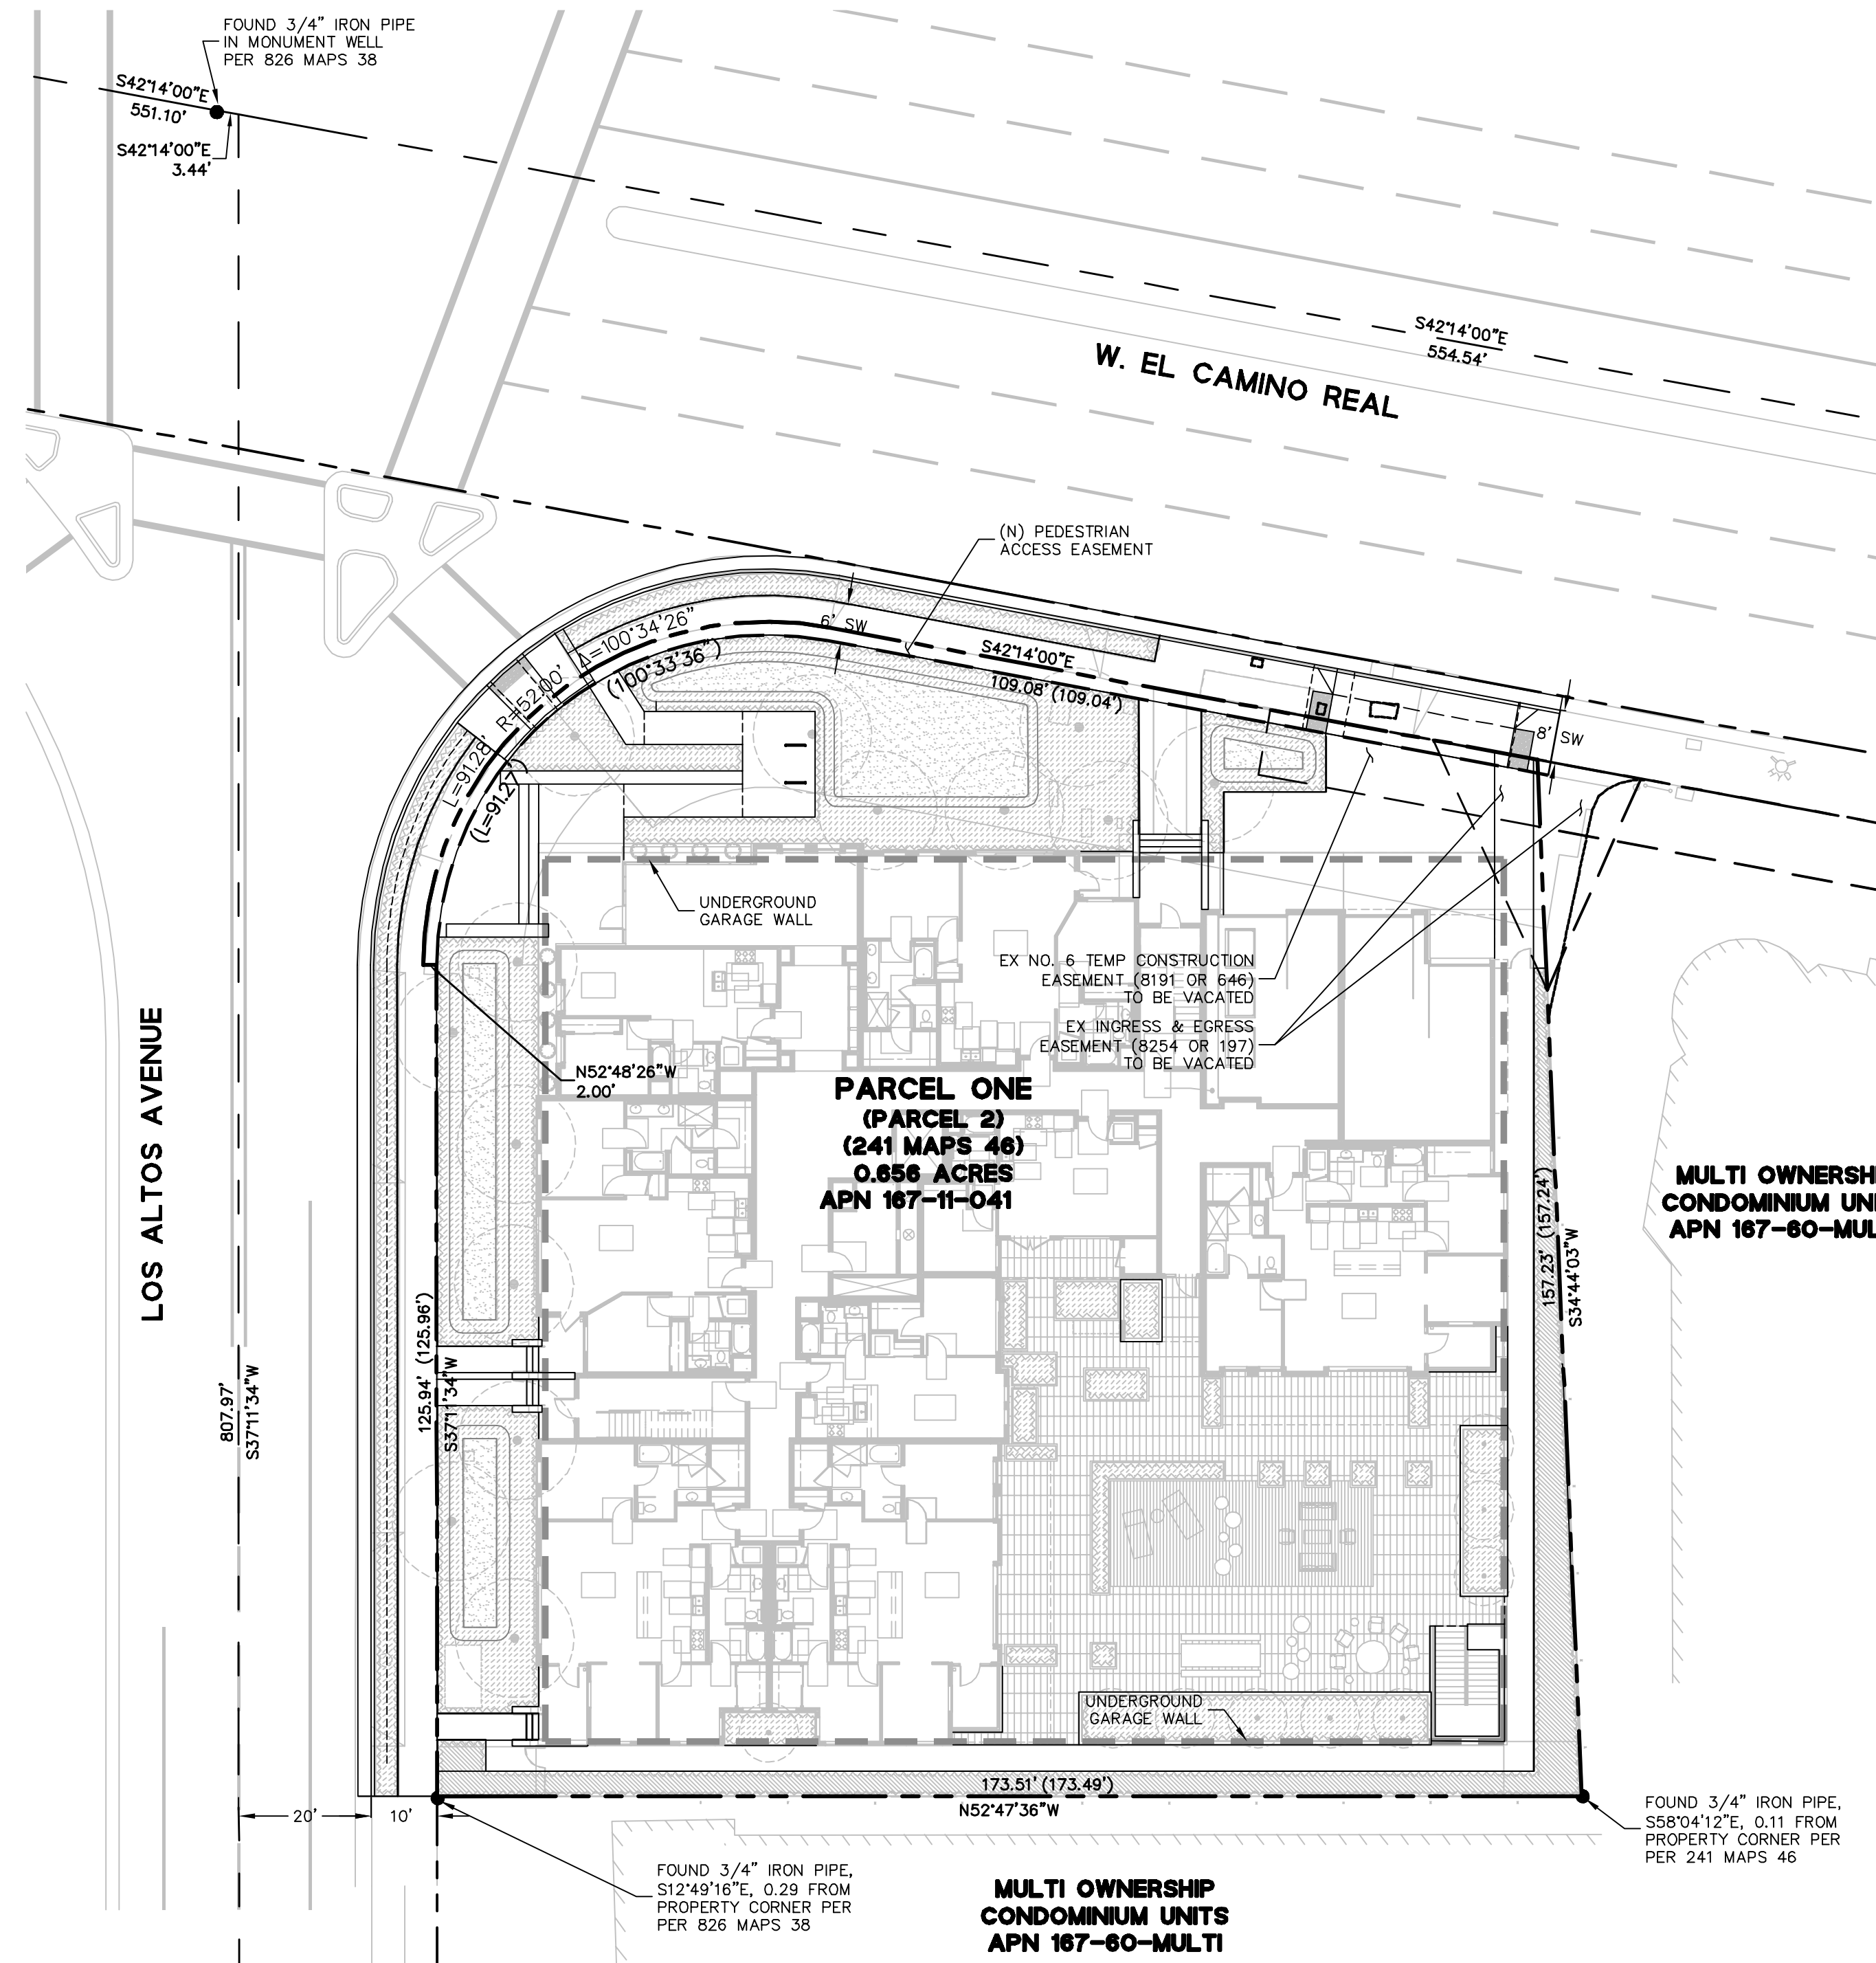 FOUND 3/4" IRON PIPE
IN MONUMENT WELL
PER 826 MAPS 38
S42°14'00"E
551.10'
S42°14'00"E
3.44'
S42°14'00"E
554.54'
W. EL CAMINO REAL
(N) PEDESTRIAN
ACCESS EASEMENT
6' SW
Δ=100°34'26"
(100°33'36")
R=52.00'
L=91.28'
(L=91.27')
S42°14'00"E
109.08' (109.04')
8' SW
UNDERGROUND
GARAGE WALL
EX NO. 6 TEMP CONSTRUCTION
EASEMENT (8191 OR 646)
TO BE VACATED
EX INGRESS & EGRESS
EASEMENT (8254 OR 197)
TO BE VACATED
N52°48'26"W
2.00'
PARCEL ONE
(PARCEL 2)
(241 MAPS 46)
0.656 ACRES
APN 167-11-041
LOS ALTOS AVENUE
MULTI OWNERSHI
CONDOMINIUM UNI
APN 167-60-MUL
157.23' (157.24')
S34°44'03"W
125.94' (125.96')
S37°11'34"W
807.97'
S37°11'34"W
UNDERGROUND
GARAGE WALL
173.51' (173.49')
N52°47'36"W
20'
10'
FOUND 3/4" IRON PIPE,
S58°04'12"E, 0.11 FROM
PROPERTY CORNER PER
PER 241 MAPS 46
FOUND 3/4" IRON PIPE,
S12°49'16"E, 0.29 FROM
PROPERTY CORNER PER
PER 826 MAPS 38
MULTI OWNERSHIP
CONDOMINIUM UNITS
APN 167-60-MULTI